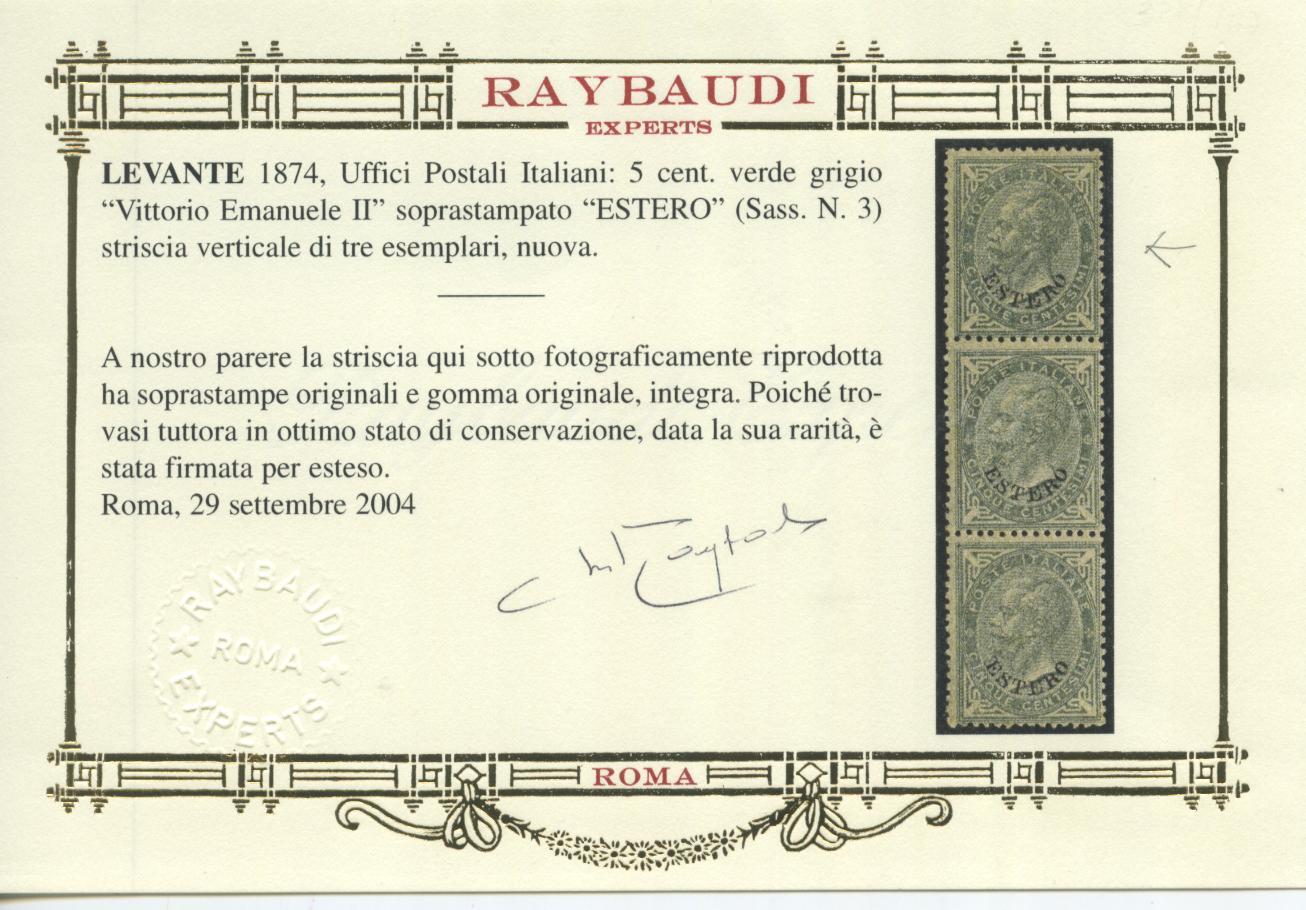 RAYBAUDI
EXPERTS
LEVANTE 1874, Uffici Postali Italiani: 5 cent. verde grigio
“Vittorio Emanuele II” soprastampato “ESTERO” (Sass. N. 3)
striscia verticale di tre esemplari, nuova.
A nostro parere la striscia qui sotto fotograficamente riprodotta
ha soprastampe originali e gomma originale, integra. Poiché tro-
vasi tuttora in ottimo stato di conservazione, data la sua rarità, è
stata firmata per esteso.
Roma, 29 settembre 2004
RAYBAUDI
ROMA
EXPERTS
POSTE ITALIANE
ESTERO
CINQUE CENTESIMI
POSTE ITALIANE
ESTERO
CINQUE CENTESIMI
POSTE ITALIANE
ESTERO
CINQUE CENTESIMI
ROMA